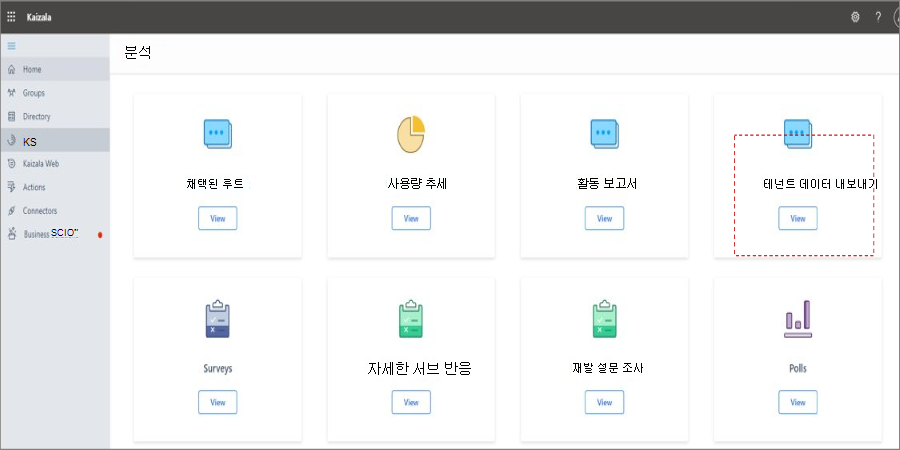 Kaizala
?
분석
Home
Groups
Directory
KS
Kaizala Web
Actions
Connectors
Business SCIO"
채택된 루트
사용량 추세
활동 보고서
테넌트 데이터 내보내기
View
View
View
View
Surveys
자세한 서브 반응
재발 설문 조사
Polls
View
View
View
View